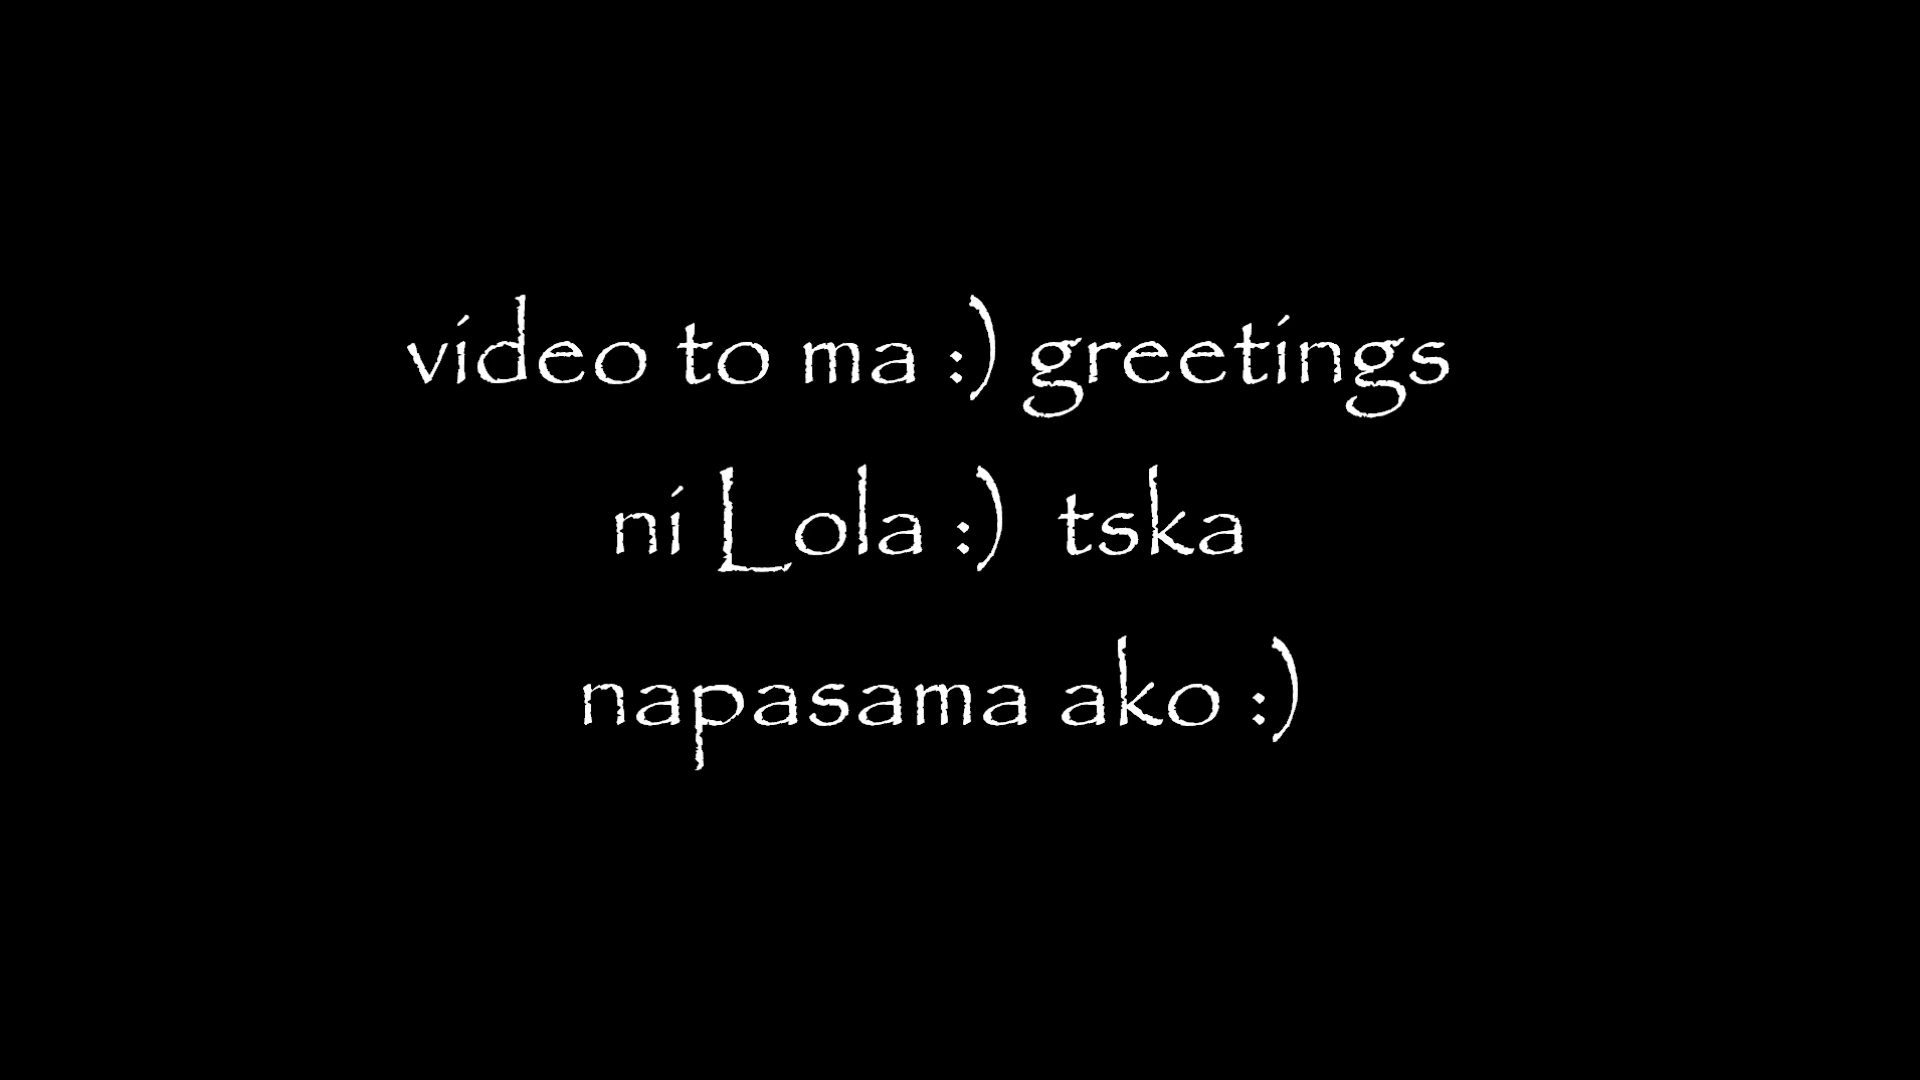 video to ma :) greetings
ni Lola :) tska
napasama ako :)